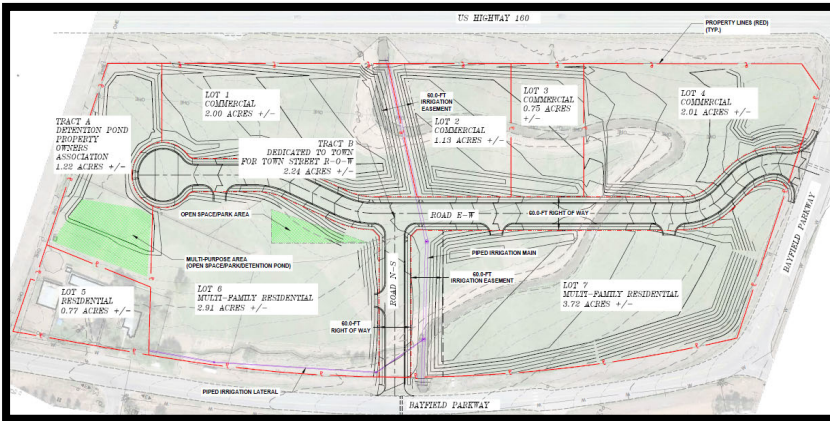 US HIGHWAY 160
PROPERTY LINES (RED)
(TYP.)
LOT 1
COMMERCIAL
2.00 ACRES +/-
60.0-FT
IRRIGATION
EASEMENT
LOT 2
COMMERCIAL
1.13 ACRES +/-
LOT 3
COMMERCIAL
0.75 ACRES
+/-
LOT 4
COMMERCIAL
2.01 ACRES +/-
TRACT A
DETENTION POND
PROPERTY
OWNERS
ASSOCIATION
1.22 ACRES +/-
TRACT B
DEDICATED TO TOWN
FOR TOWN STREET R-O-W
2.24 ACRES +/-
OPEN SPACE/PARK AREA
ROAD E-W
60.0-FT RIGHT OF WAY
MULTI-PURPOSE AREA
(OPEN SPACE/PARK/DETENTION POND)
PIPED IRRIGATION MAIN
60.0-FT
IRRIGATION EASEMENT
ROAD N-S
BAYFIELD PARKWAY
LOT 5
RESIDENTIAL
0.77 ACRES +/-
LOT 6
MULTI-FAMILY RESIDENTIAL
2.91 ACRES +/-
LOT 7
MULTI-FAMILY RESIDENTIAL
3.72 ACRES +/-
60.0-FT
RIGHT OF WAY
PIPED IRRIGATION LATERAL
BAYFIELD PARKWAY